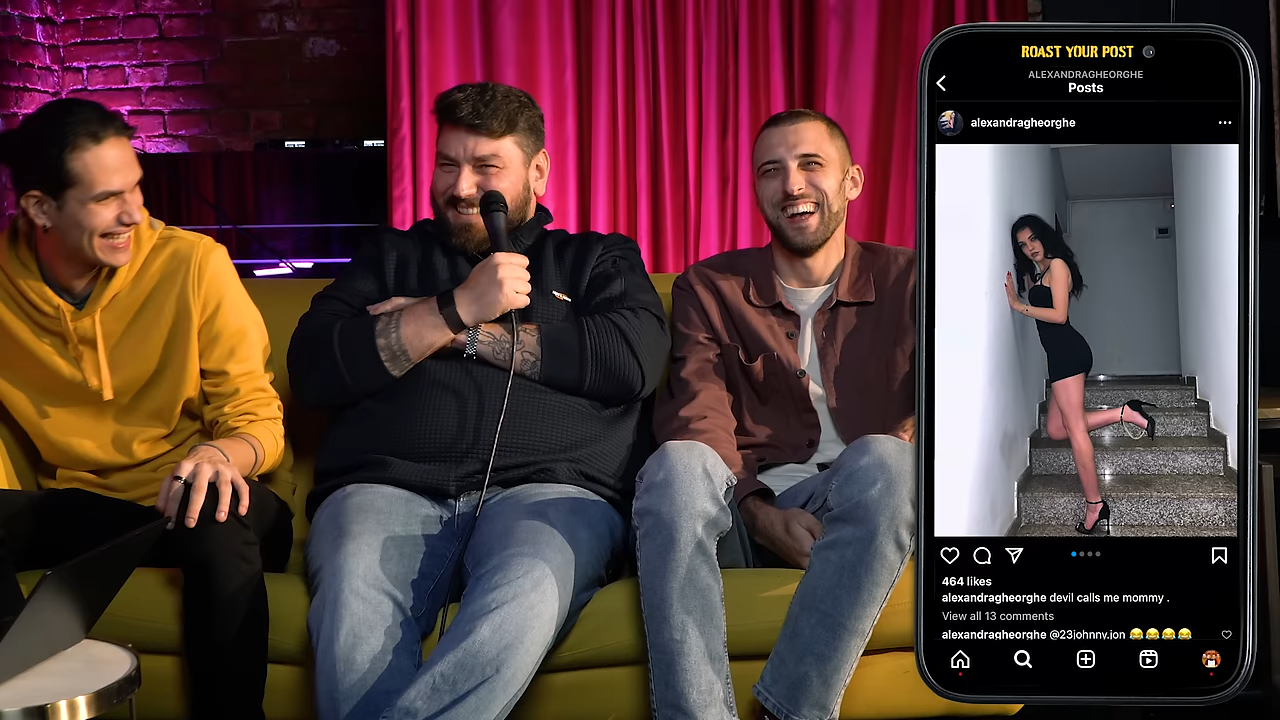 ROAST YOUR POST
ALEXANDRAGHEORGHE
Posts
alexandragheorghe
464 likes
alexandragheorghe devil calls me mommy .
View all 13 comments
alexandragheorghe @23johnny.jon 😂😂😂😂